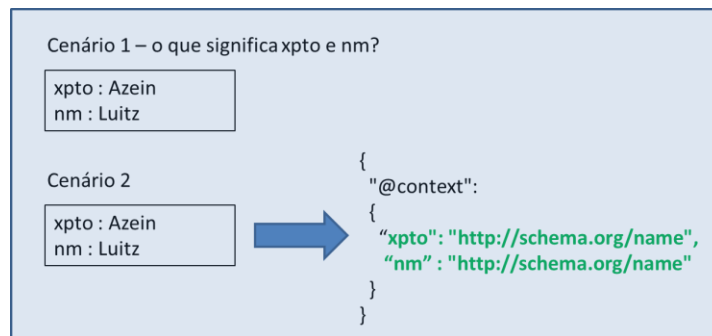 Cenário 1 – o que significa xpto e nm?
xpto : Azein
nm : Luitz
Cenário 2
xpto : Azein
nm : Luitz
{
"@context":
{
“xpto": "http://schema.org/name",
“nm” : "http://schema.org/name"
}
}